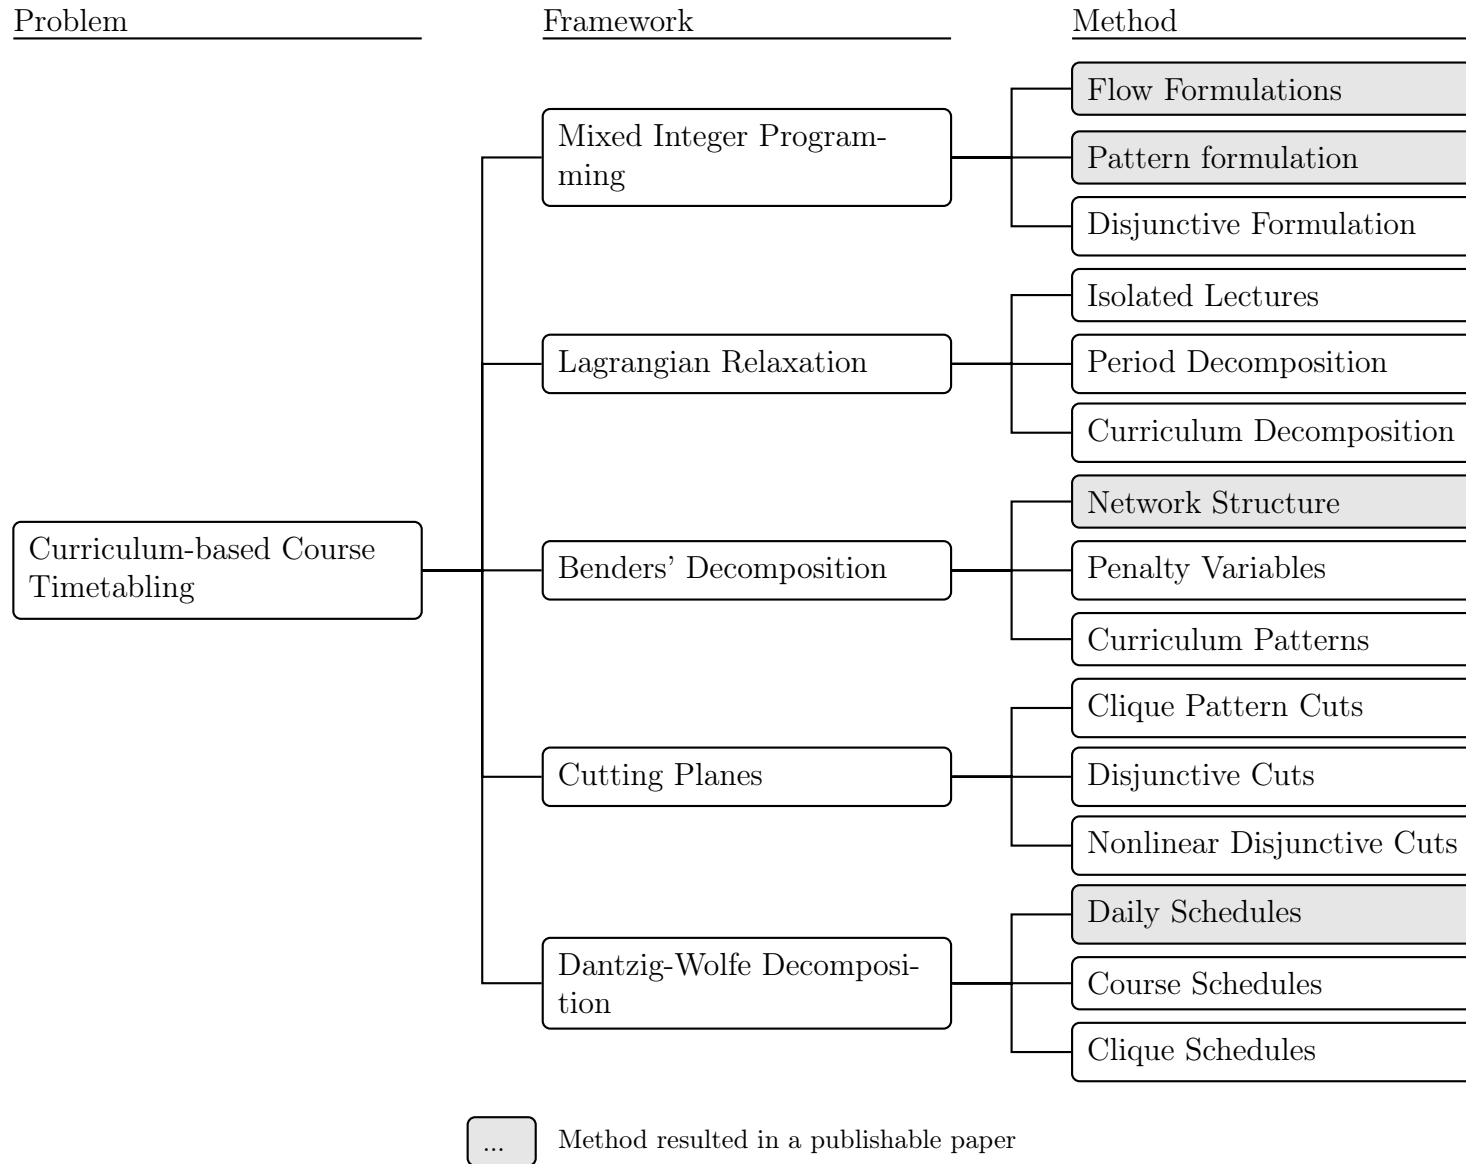 Problem
Framework
Method
Flow Formulations
Mixed Integer Program-
ming
Pattern formulation
Disjunctive Formulation
Isolated Lectures
Lagrangian Relaxation
Period Decomposition
Curriculum Decomposition
Network Structure
Curriculum-based Course
Timetabling
Benders' Decomposition
Penalty Variables
Curriculum Patterns
Clique Pattern Cuts
Cutting Planes
Disjunctive Cuts
Nonlinear Disjunctive Cuts
Daily Schedules
Dantzig-Wolfe Decomposi-
tion
Course Schedules
Clique Schedules
...
Method resulted in a publishable paper